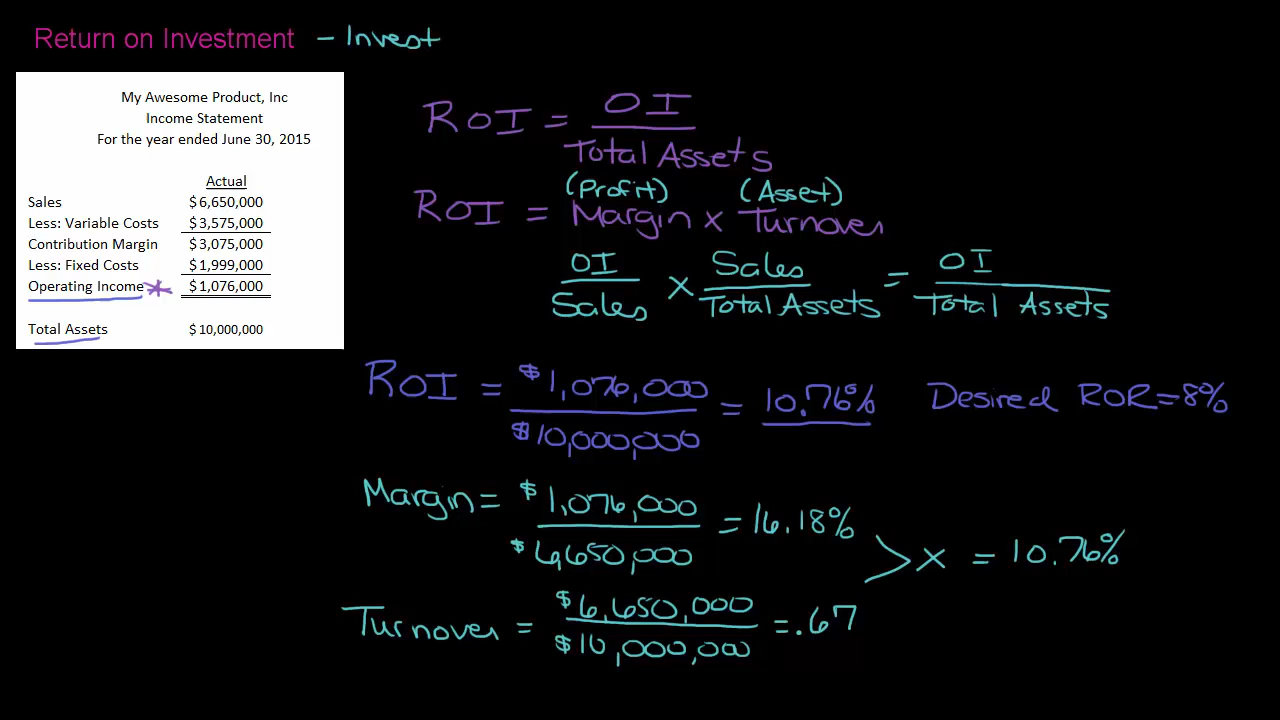 Return on Investment - Invest
My Awesome Product, Inc
Income Statement
For the year ended June 30, 2015
Actual
Sales $ 6,650,000
Less: Variable Costs $ 3,575,000
Contribution Margin $ 3,075,000
Less: Fixed Costs $ 1,999,000
Operating Income $ 1,076,000
Total Assets $ 10,000,000
ROI = OI / Total Assets
(Profit) (Asset)
ROI = Margin x Turnover
OI / Sales x Sales / Total Assets = OI / Total Assets
ROI = $1,076,000 / $10,000,000 = 10.76% Desired ROR=8%
Margin = $1,076,000 / $6,650,000 = 16.18%
> x = 10.76%
Turnover = $6,650,000 / $10,000,000 = .67